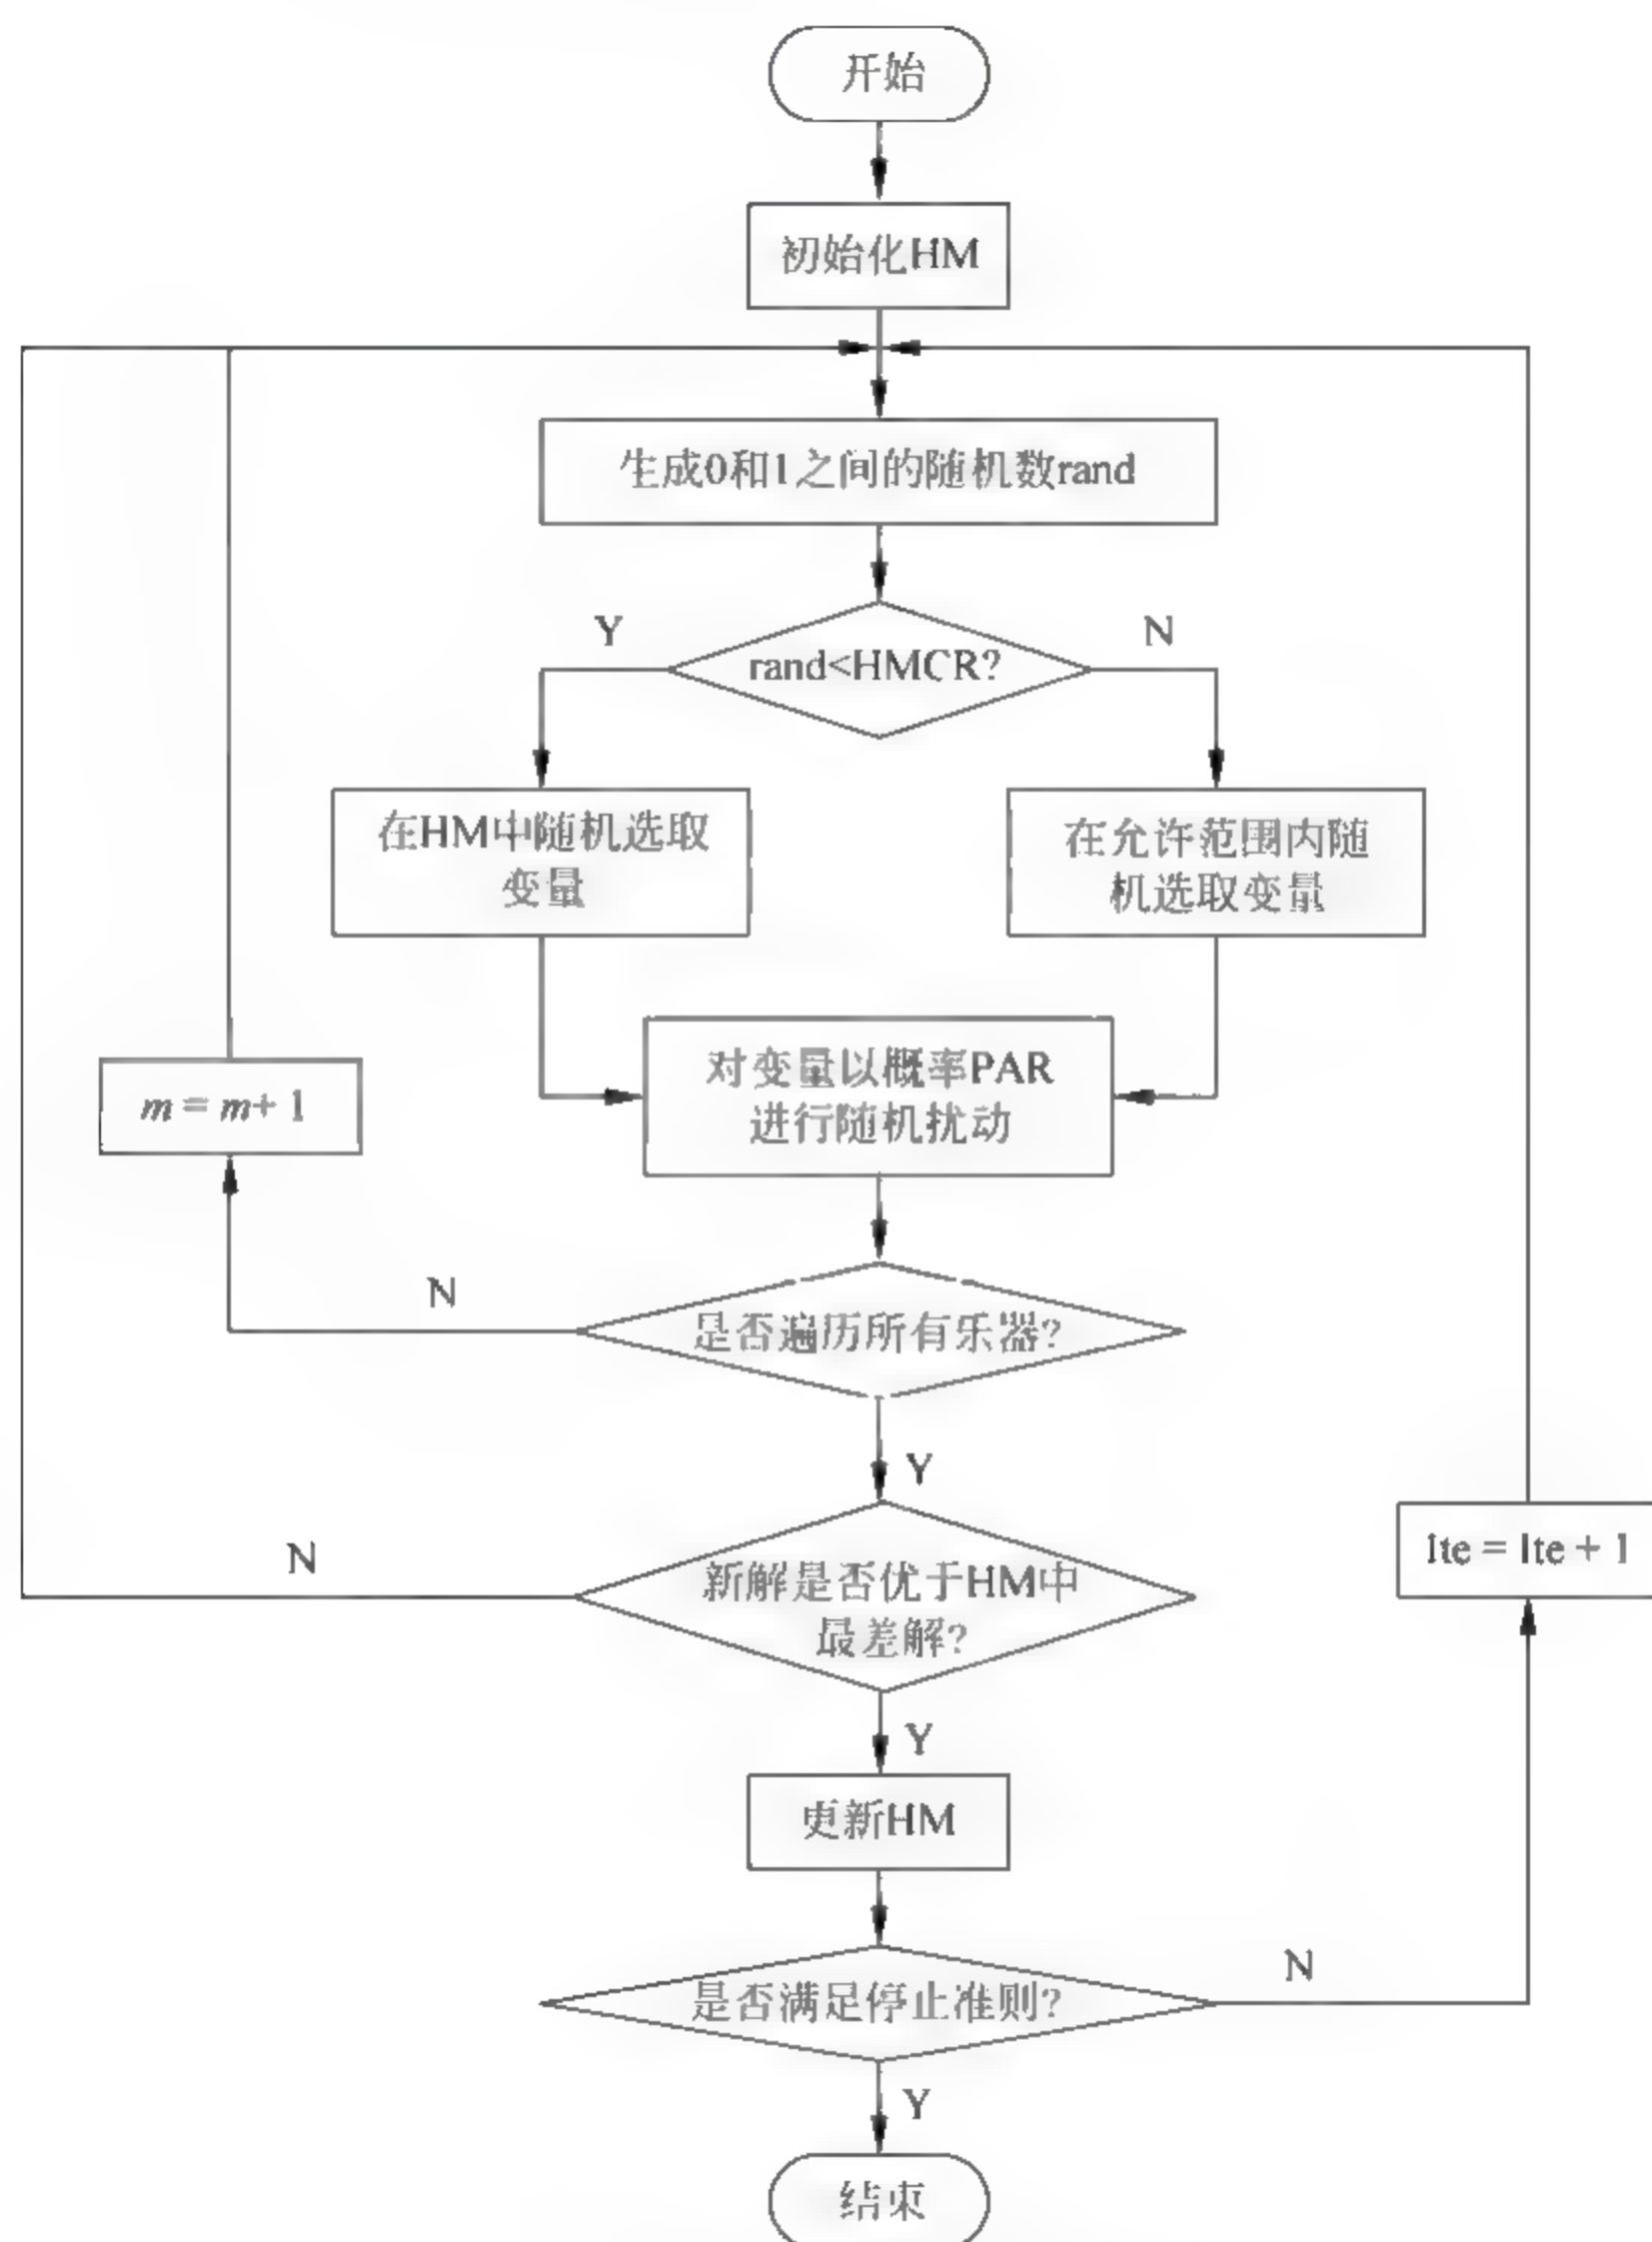 开始
初始化HM
生成0和1之间的随机数rand
Y
N
rand<HMCR?
在HM中随机选取
变量
在允许范围内随
机选取变量
对变量以概率PAR
进行随机扰动
m = m+ 1
N
是否遍历所有乐器?
Y
N
新解是否优于HM中
最差解?
Ite = Ite + 1
Y
更新HM
N
是否满足停止准则?
Y
结束